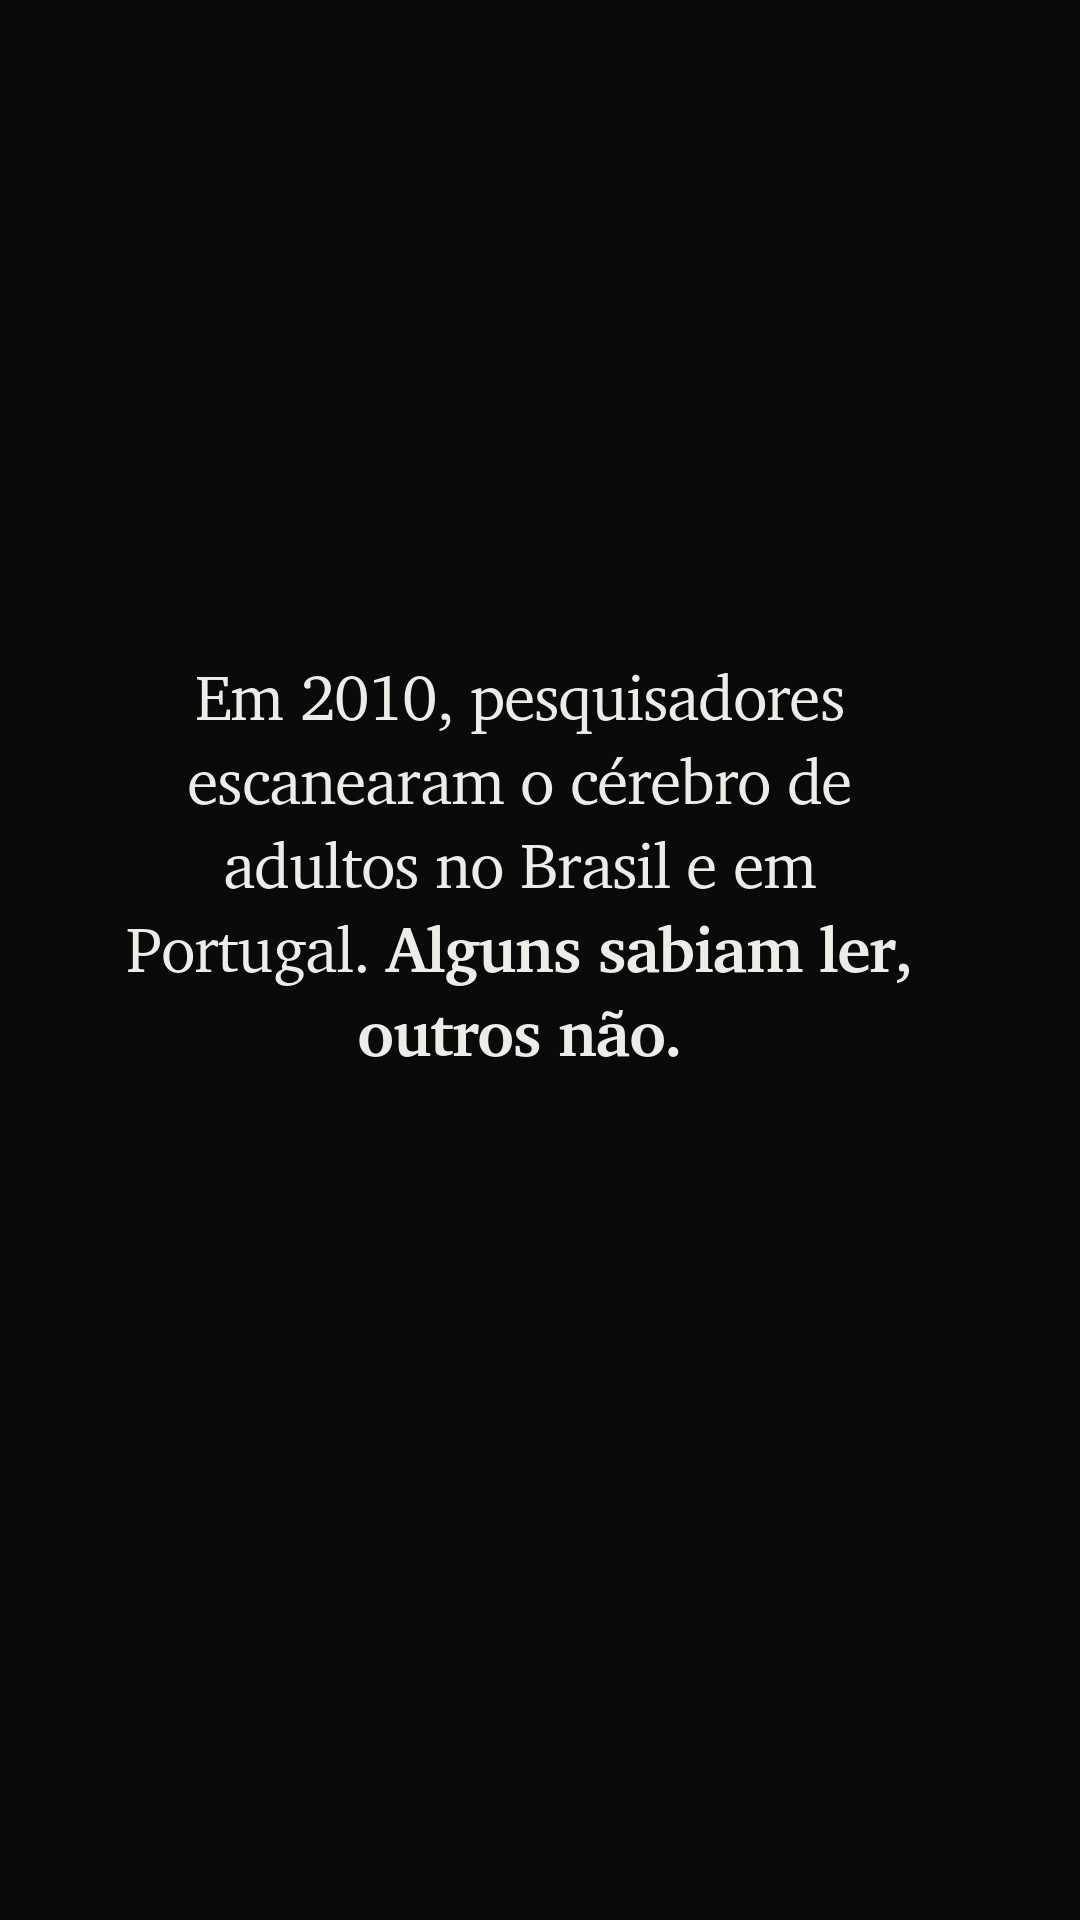 Em 2010, pesquisadores
escanearam o cérebro de
adultos no Brasil e em
Portugal. Alguns sabiam ler,
outros não.